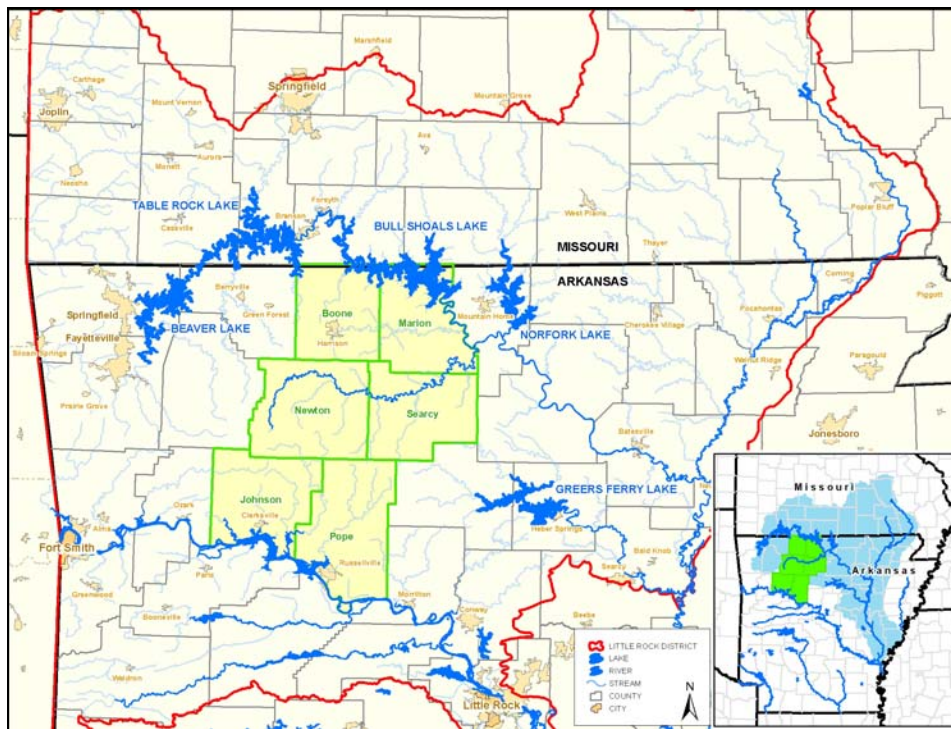 Marshfield
Carthage
Springfield
Mountain Grove
Joplin
Mount Vernon
Ava
Aurora
Monett
Neosho
Poplar Bluff
TABLE ROCK LAKE
Forsyth
Branson
Cassville
West Plains
BULL SHOALS LAKE
MISSOURI
Thayer
ARKANSAS
Corning
Berryville
Piggott
Springfield
Green Forest
Boone
Marion
Mountain Home
Pocahontas
Cherokee Village
Fayetteville
BEAVER LAKE
Harrison
NORFORK LAKE
Siloam Springs
Walnut Ridge
Paragould
Prairie Grove
Newton
Searcy
Batesville
Jonesboro
Johnson
GREERS FERRY LAKE
Ozark
Clarksville
Heber Springs
Alma
Fort Smith
Pope
Bald Knob
Russellville
Paris
Searcy
Greenwood
Morrilton
Conway
Booneville
Beebe
Waldron
Little Rock
LITTLE ROCK DISTRICT
LAKE
RIVER
STREAM
COUNTY
CITY
N
Missouri
Arkansas